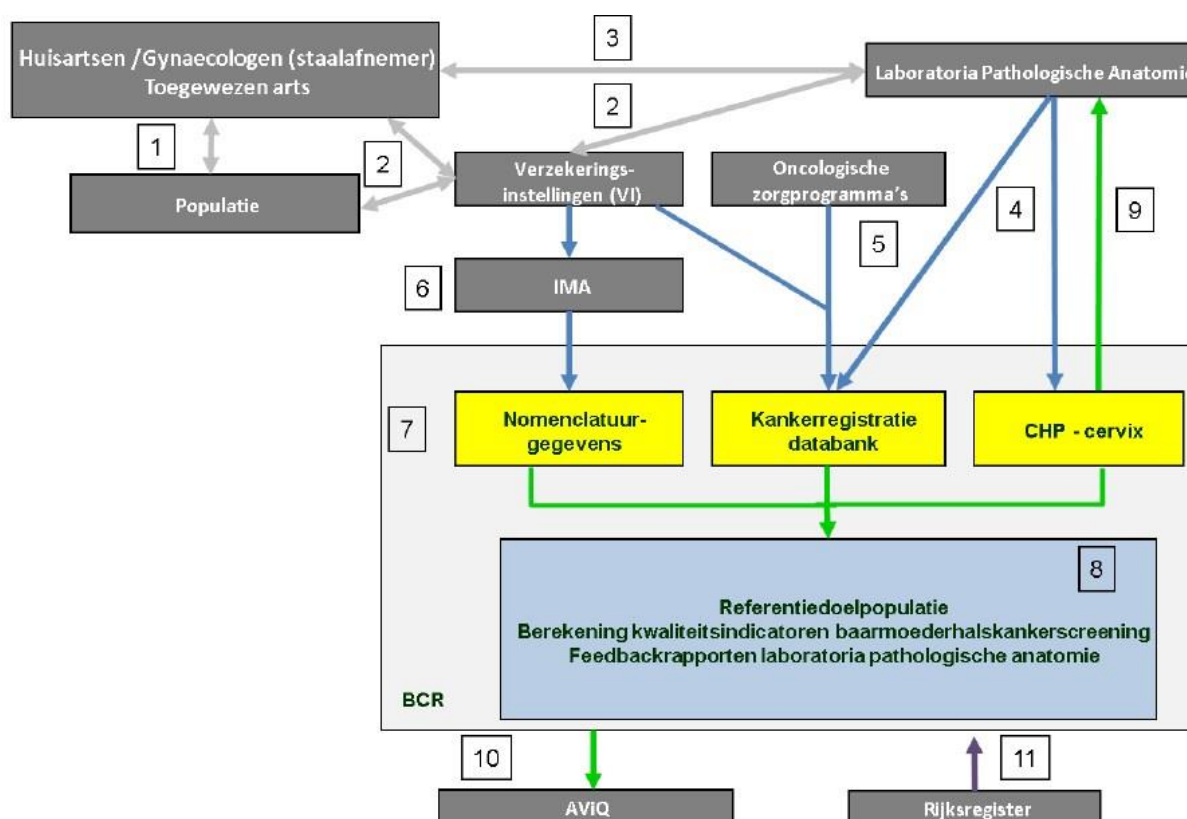 3
Huisartsen /Gynaecologen (staalafnemer)
Toegewezen arts
Laboratoria Pathologische Anatomie
2
1
2
Verzekerings-
instellingen (VI)
Oncologische
zorgprogramma's
Populatie
4
9
5
6
IMA
7
Nomenclatuur-
gegevens
Kankerregistratie
databank
CHP - cervix
8
Referentiedoelpopulatie
Berekening kwaliteitsindicatoren baarmoederhalskankerscreening
Feedbackrapporten laboratoria pathologische anatomie
BCR
10
11
AViQ
Rijksregister